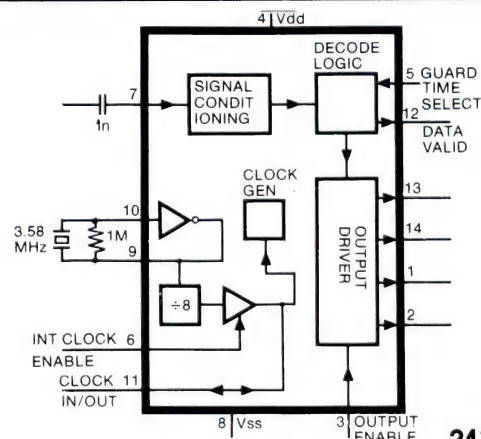 4 Vdd
DECODE
LOGIC
SIGNAL
CONDIT
IONING
7
1n
5 GUARD
TIME
SELECT
12
DATA
VALID
CLOCK
GEN
OUTPUT
DRIVER
13
14
1
2
10
3.58
MHz
1M
9
÷8
INT CLOCK 6
ENABLE
CLOCK 11
IN/OUT
8 Vss
3 OUTPUT
ENABLE